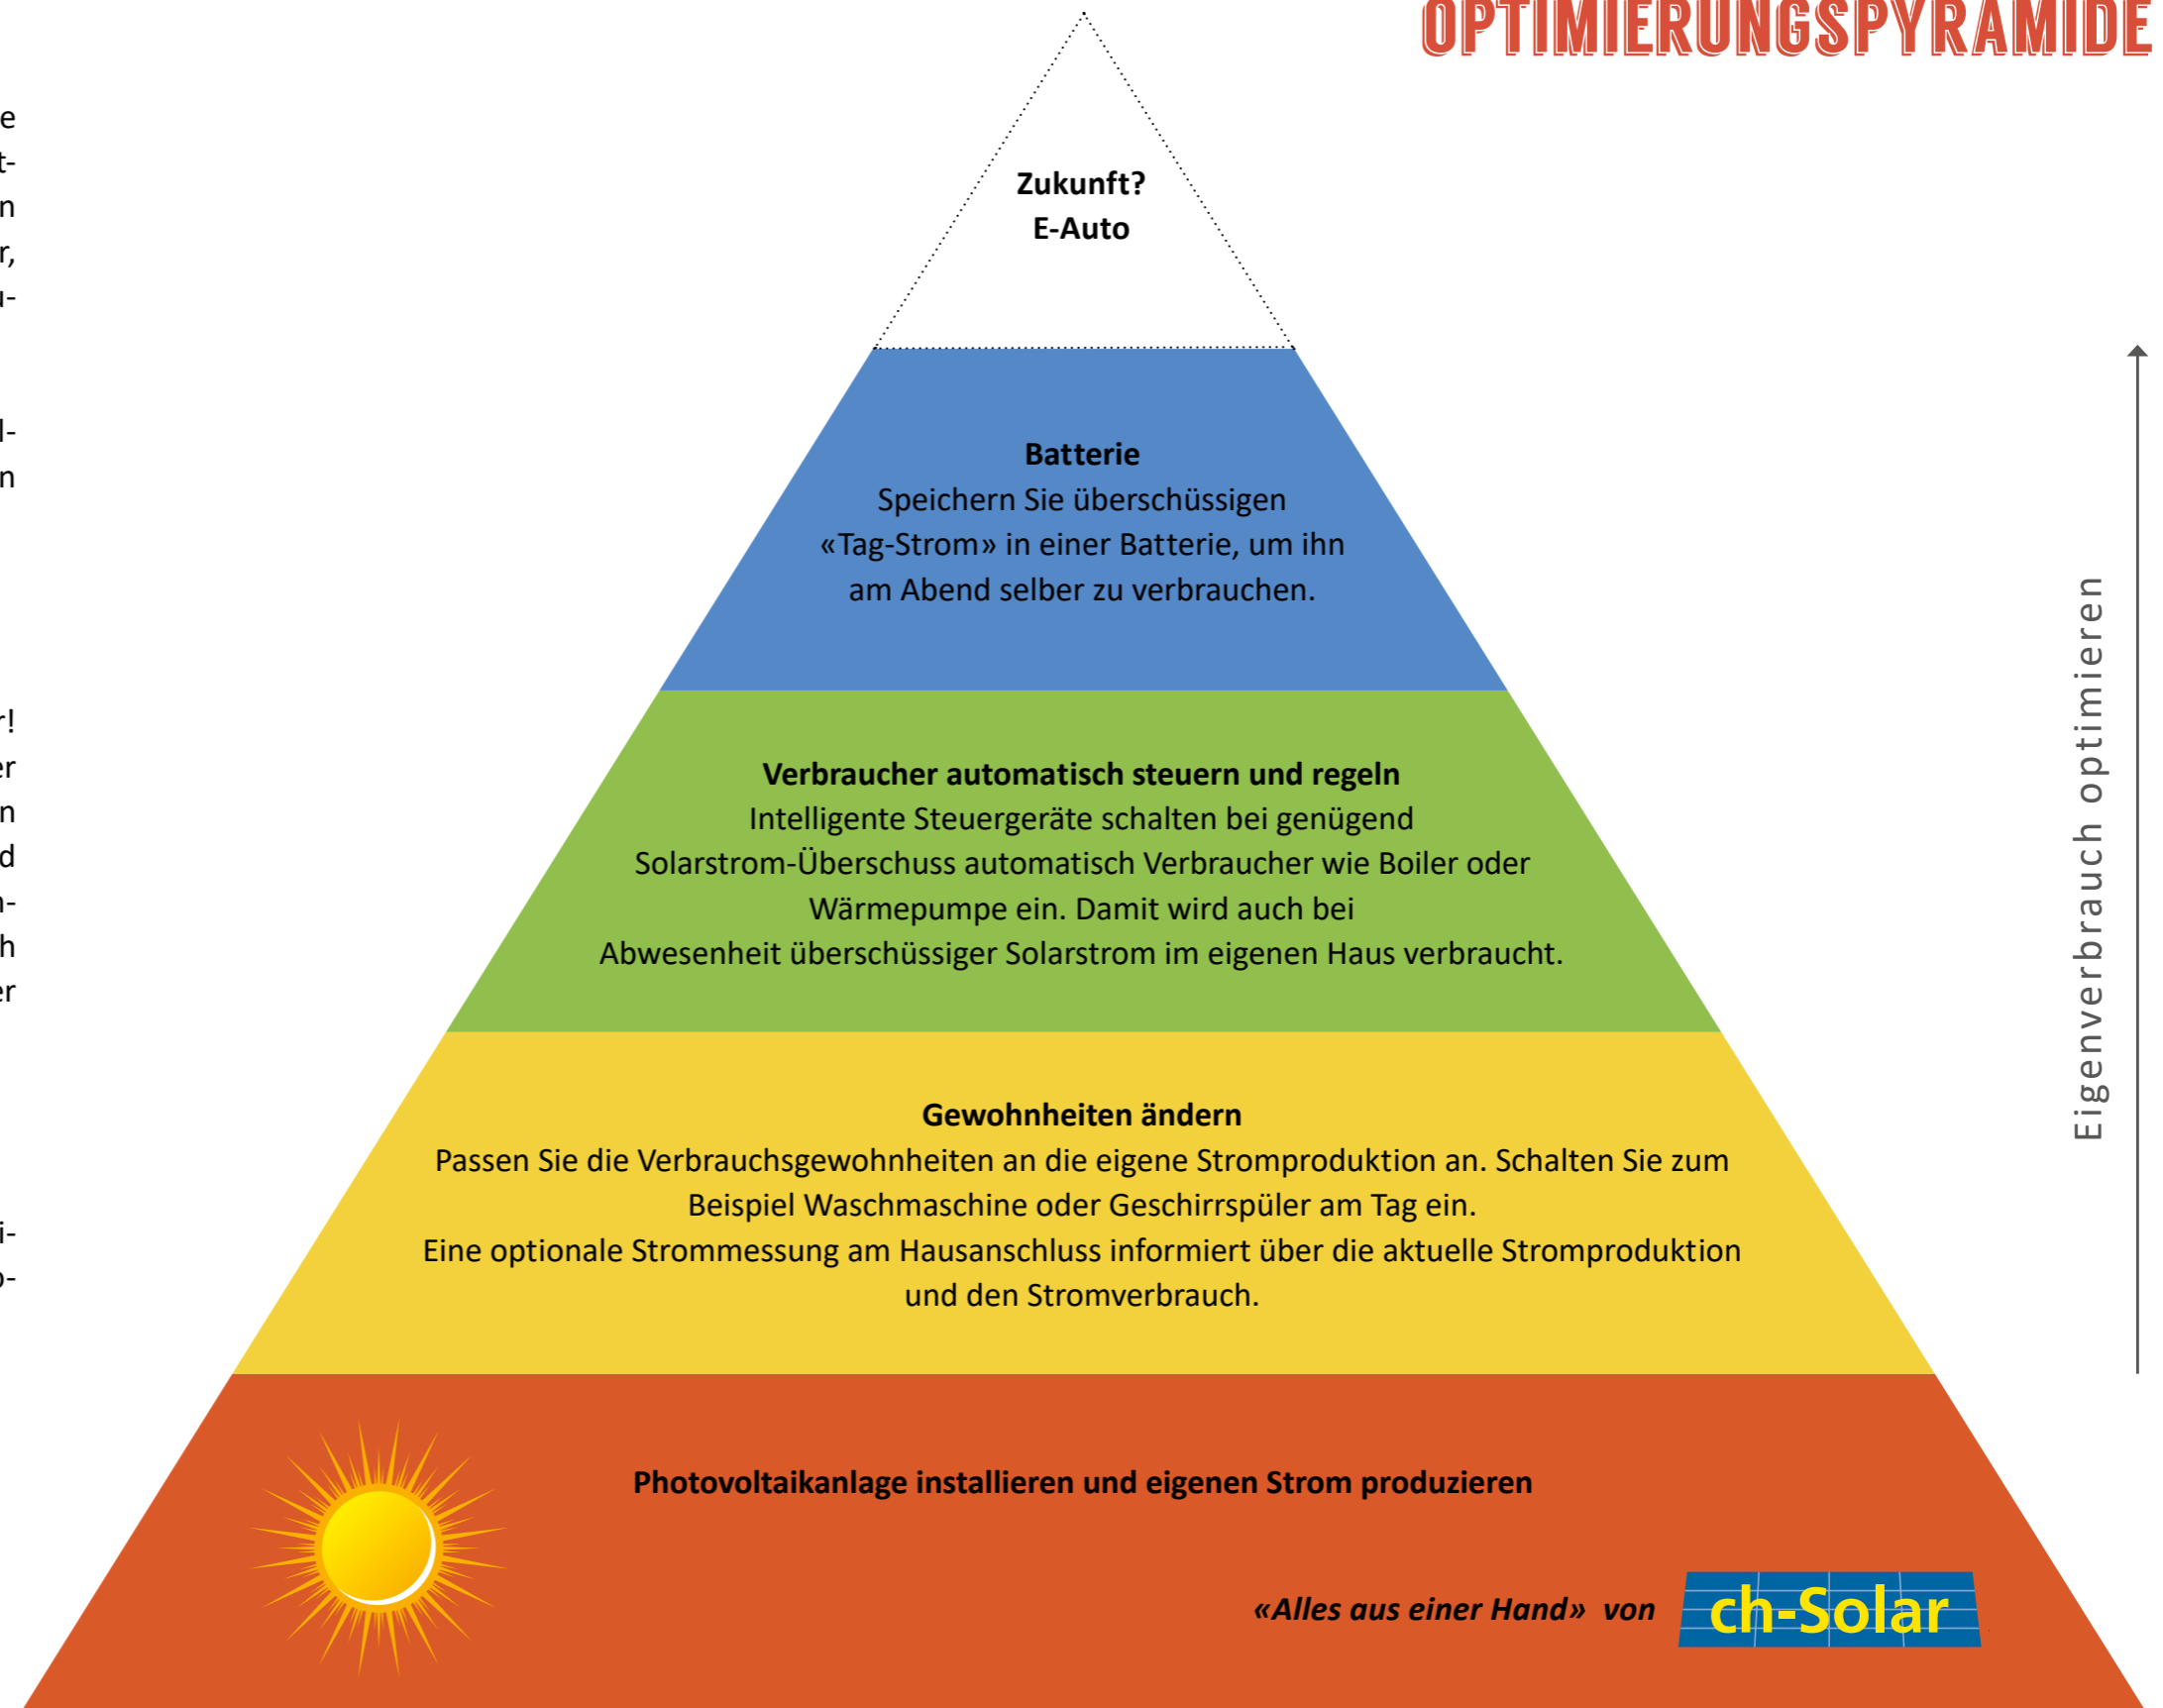 OPTIMIERUNGSPYRAMIDE
Zukunft?
E-Auto
Batterie
Speichern Sie überschüssigen
«Tag-Strom» in einer Batterie, um ihn
am Abend selber zu verbrauchen.
Verbraucher automatisch steuern und regeln
Intelligente Steuergeräte schalten bei genügend
Solarstrom-Überschuss automatisch Verbraucher wie Boiler oder
Wärmepumpe ein. Damit wird auch bei
Abwesenheit überschüssiger Solarstrom im eigenen Haus verbraucht.
Gewohnheiten ändern
Passen Sie die Verbrauchsgewohnheiten an die eigene Stromproduktion an. Schalten Sie zum
Beispiel Waschmaschine oder Geschirrspüler am Tag ein.
Eine optionale Strommessung am Hausanschluss informiert über die aktuelle Stromproduktion
und den Stromverbrauch.
Photovoltaikanlage installieren und eigenen Strom produzieren
«Alles aus einer Hand» von
ch-Solar
Eigenverbrauch optimieren